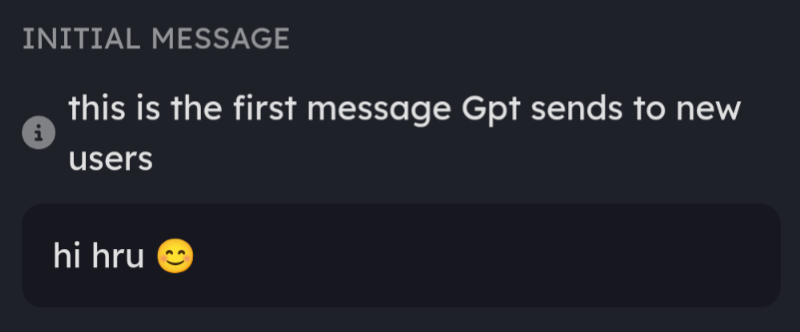 INITIAL MESSAGE
this is the first message Gpt sends to new
users
hi hru 😊